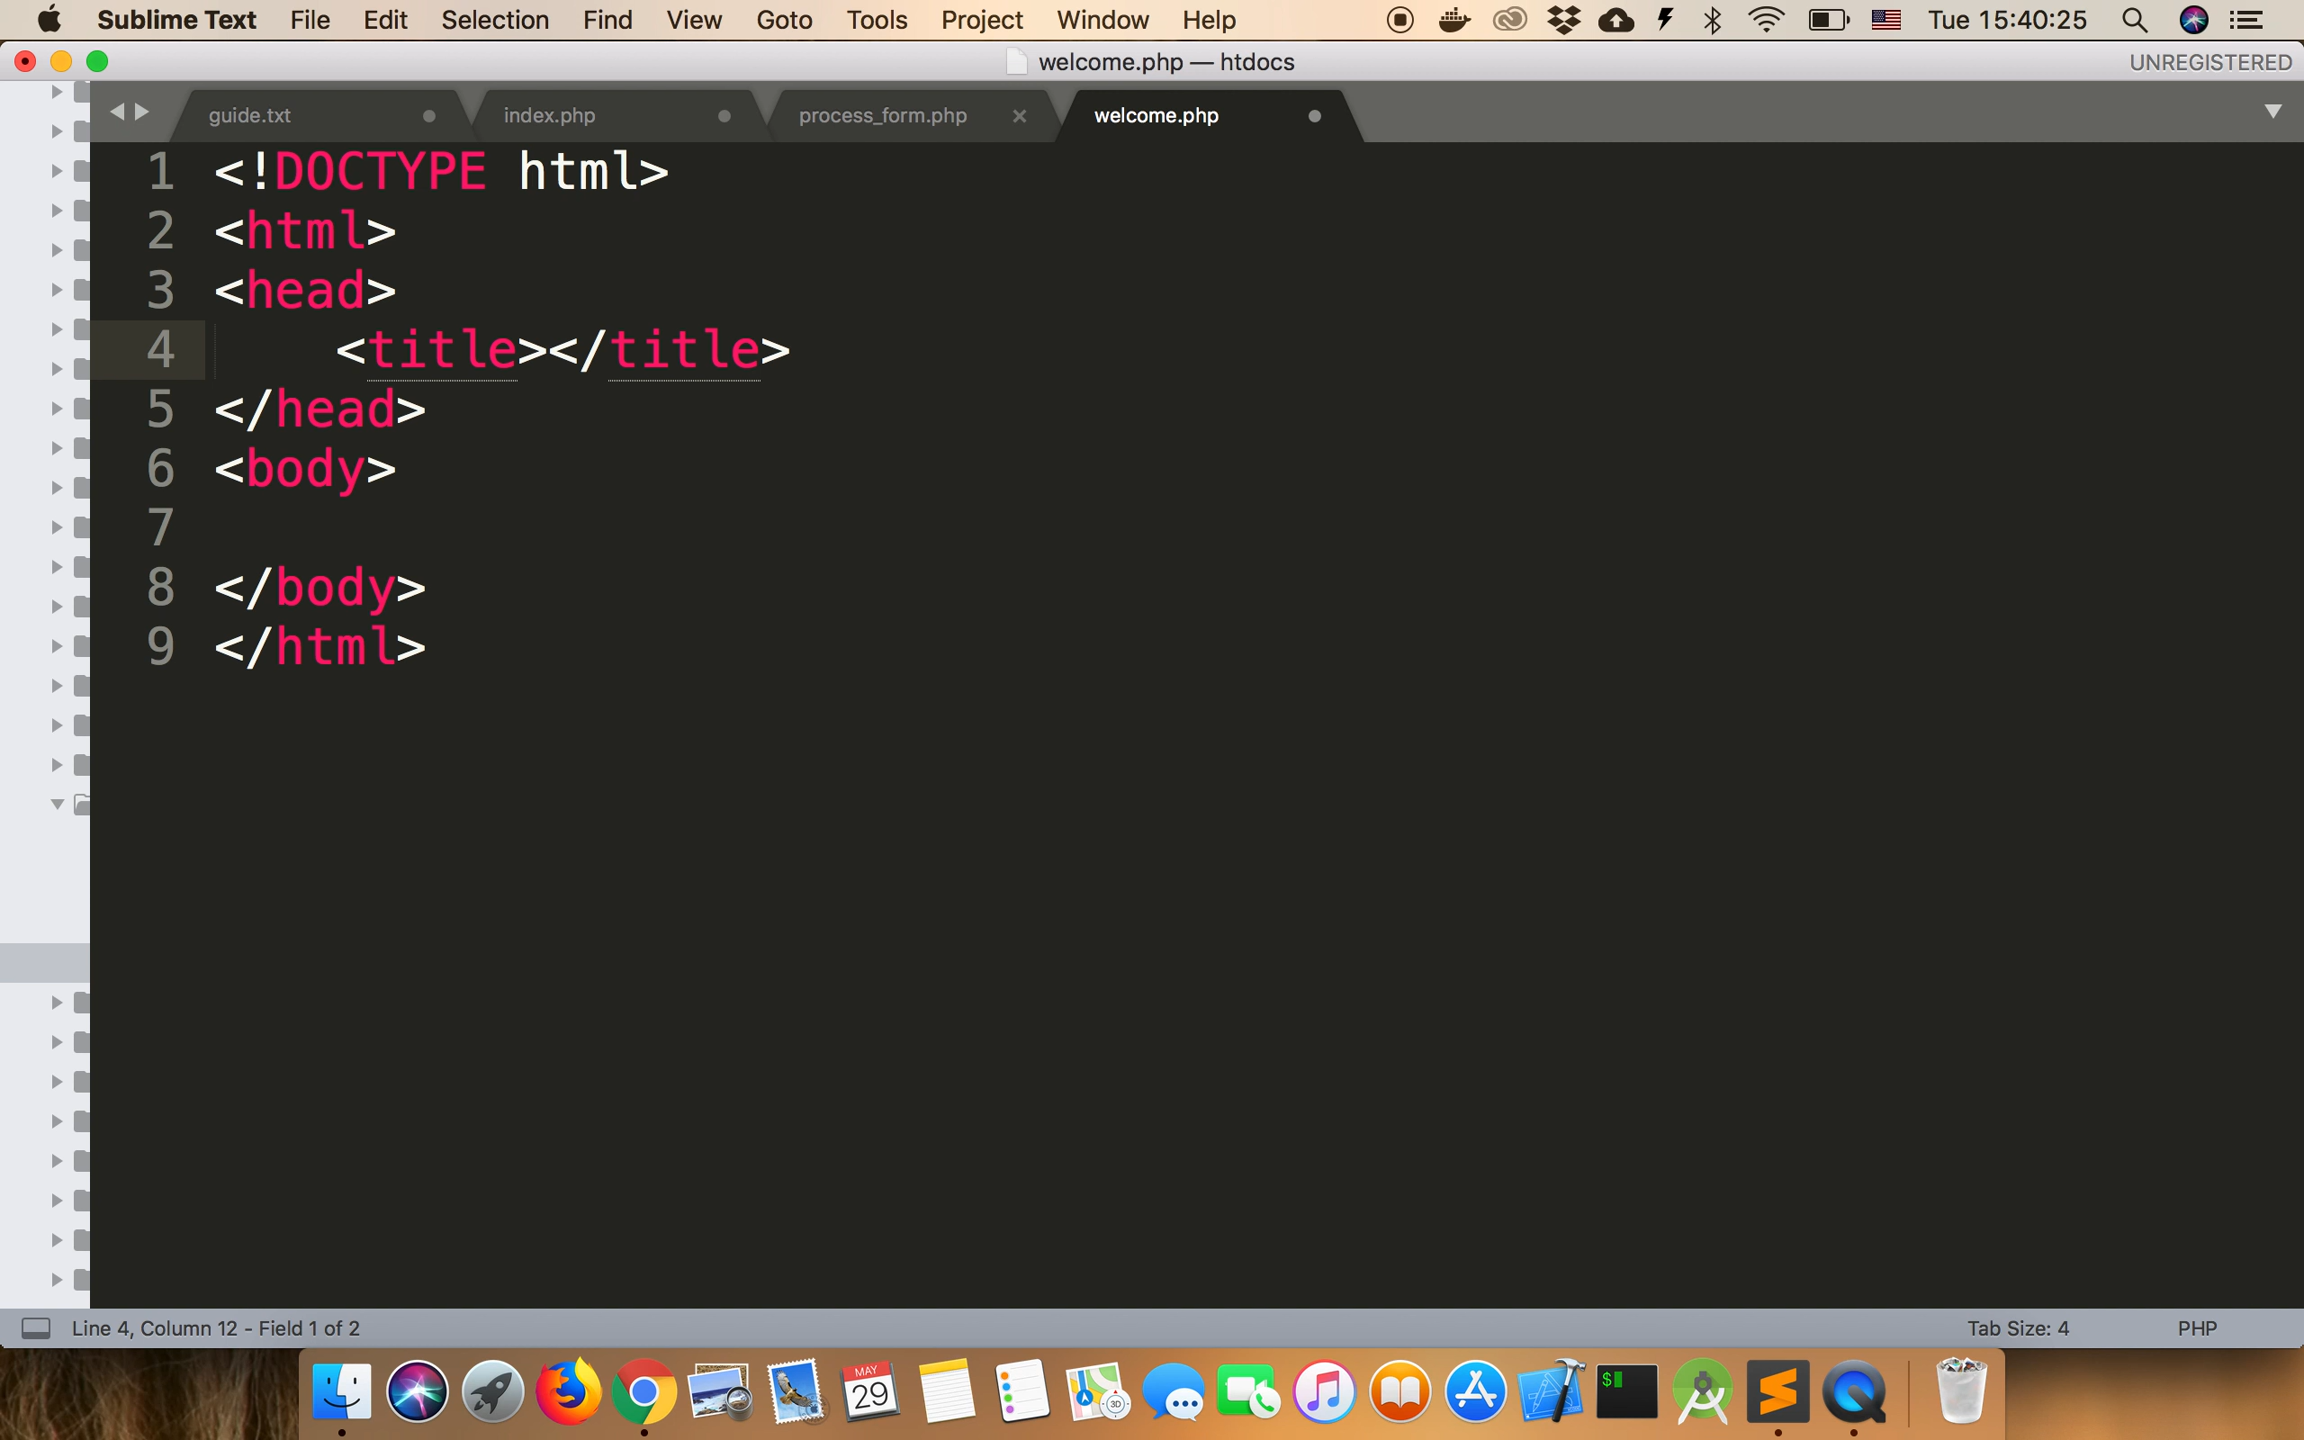 Sublime Text File Edit Selection Find View Goto Tools Project Window Help Tue 15:40:25
welcome.php — htdocs UNREGISTERED
guide.txt index.php process_form.php welcome.php
1 <!DOCTYPE html>
2 <html>
3 <head>
4 <title></title>
5 </head>
6 <body>
7
8 </body>
9 </html>
Line 4, Column 12 - Field 1 of 2 Tab Size: 4 PHP
MAY
29
3D
$